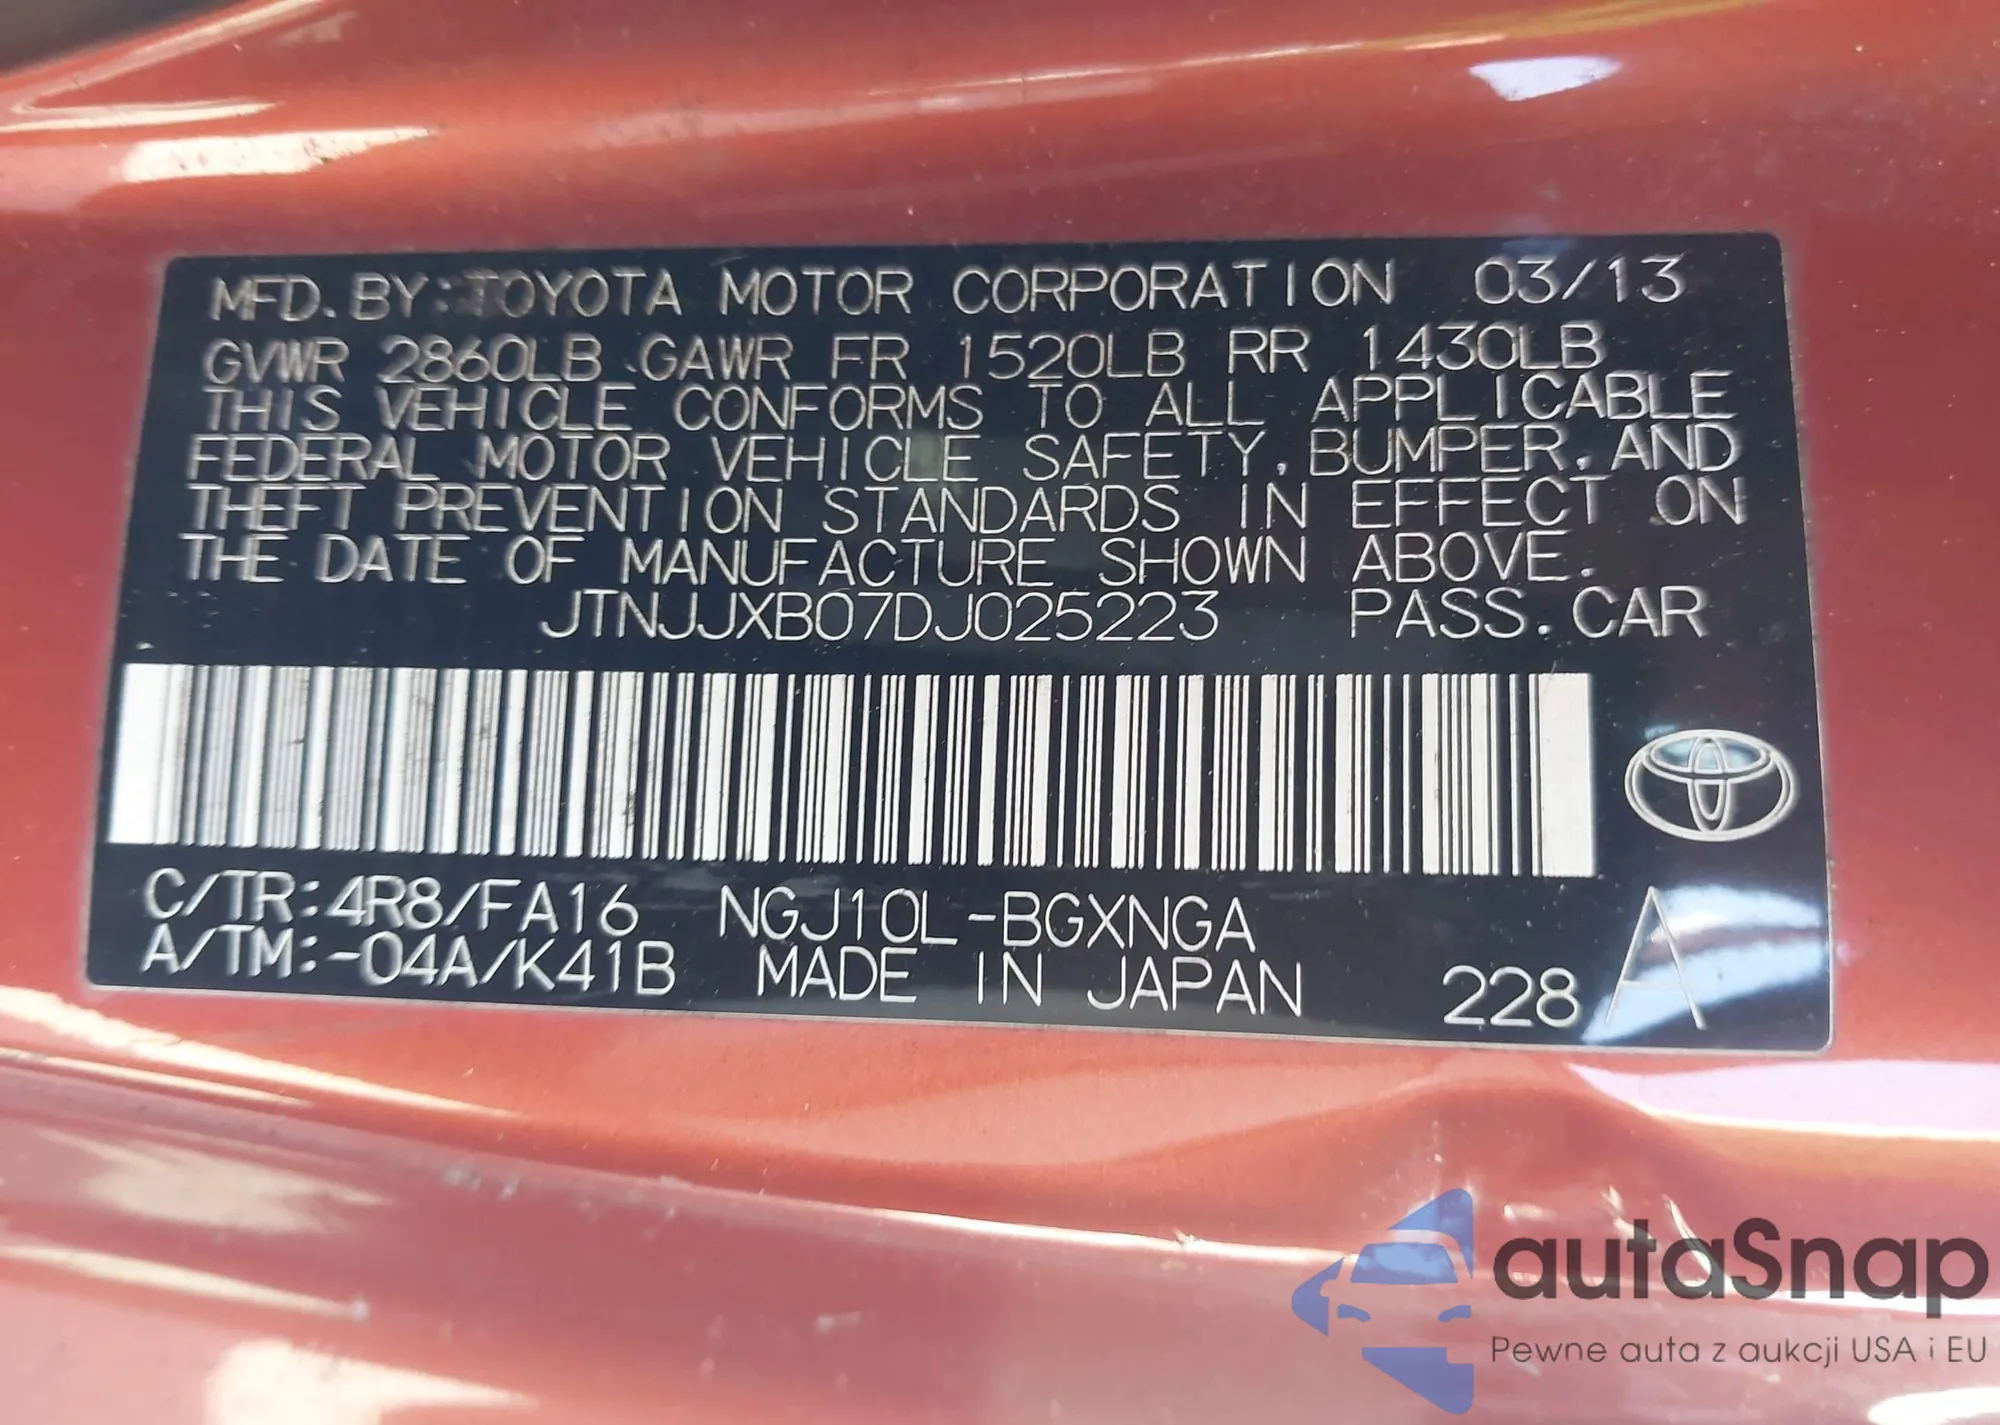 MFD. BY: TOYOTA MOTOR CORPORATION 03/13
GVWR 2860LB GAWR FR 1520LB RR 1430LB
THIS VEHICLE CONFORMS TO ALL APPLICABLE
FEDERAL MOTOR VEHICLE SAFETY, BUMPER, AND
THEFT PREVENTION STANDARDS IN EFFECT ON
THE DATE OF MANUFACTURE SHOWN ABOVE.
JTNJJXB07DJ025223 PASS. CAR
C/TR: 4R8/FA16 NGJ10L-BGXNGA
A/TM: -04A/K41B MADE IN JAPAN 228 A
autaSnap
Pewne auta z aukcji USA i EU